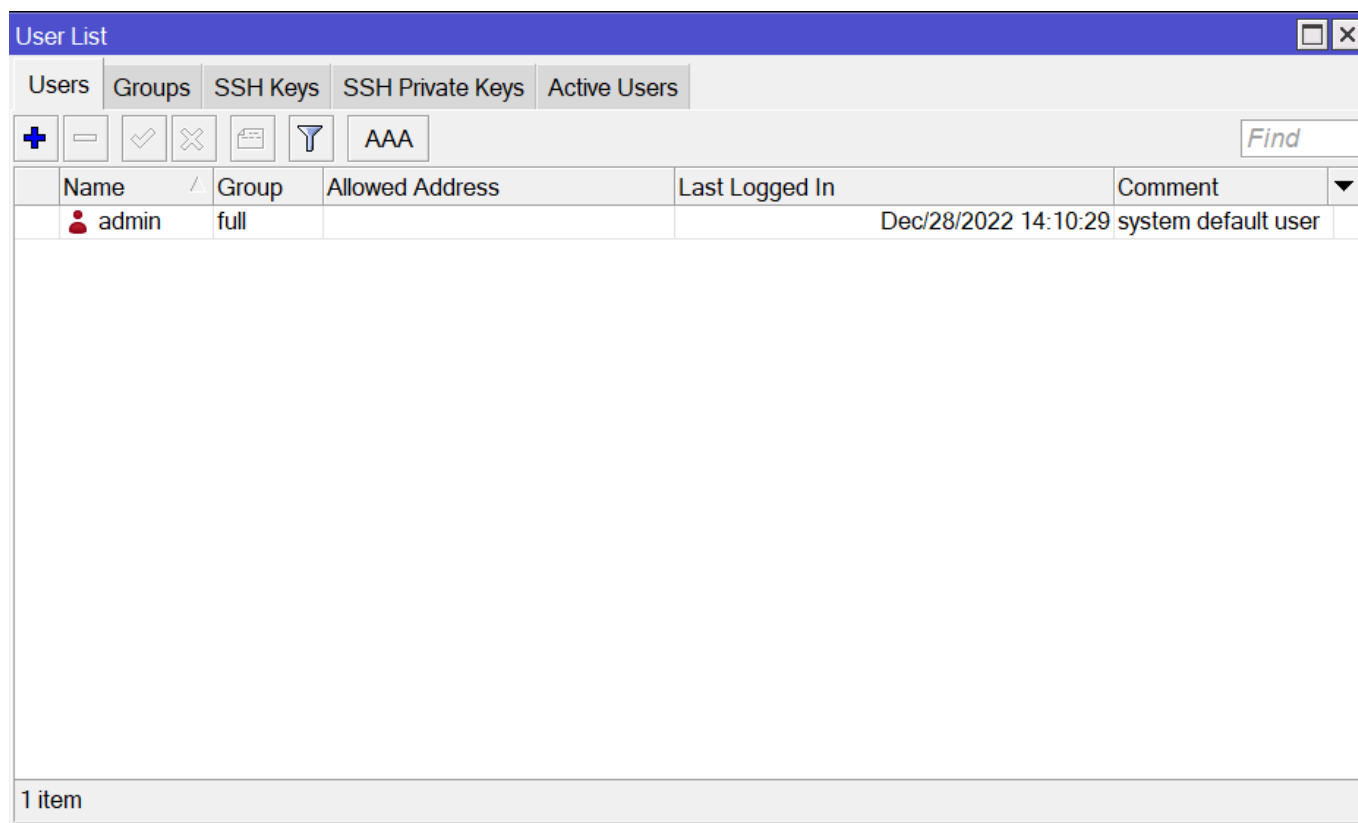 User List
Users Groups SSH Keys SSH Private Keys Active Users
AAA Find
Name Group Allowed Address Last Logged In Comment
admin full Dec/28/2022 14:10:29 system default user
1 item